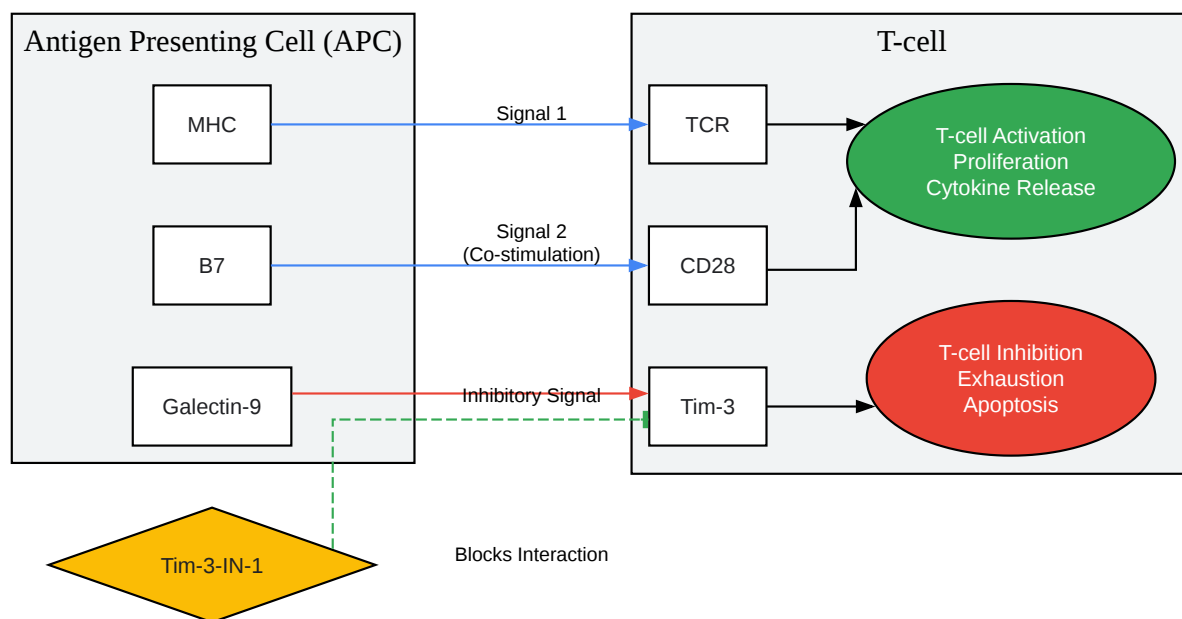 Antigen Presenting Cell (APC)
T-cell
MHC
Signal 1
TCR
T-cell Activation
Proliferation
Cytokine Release
B7
Signal 2
(Co-stimulation)
CD28
Galectin-9
Inhibitory Signal
Tim-3
T-cell Inhibition
Exhaustion
Apoptosis
Tim-3-IN-1
Blocks Interaction